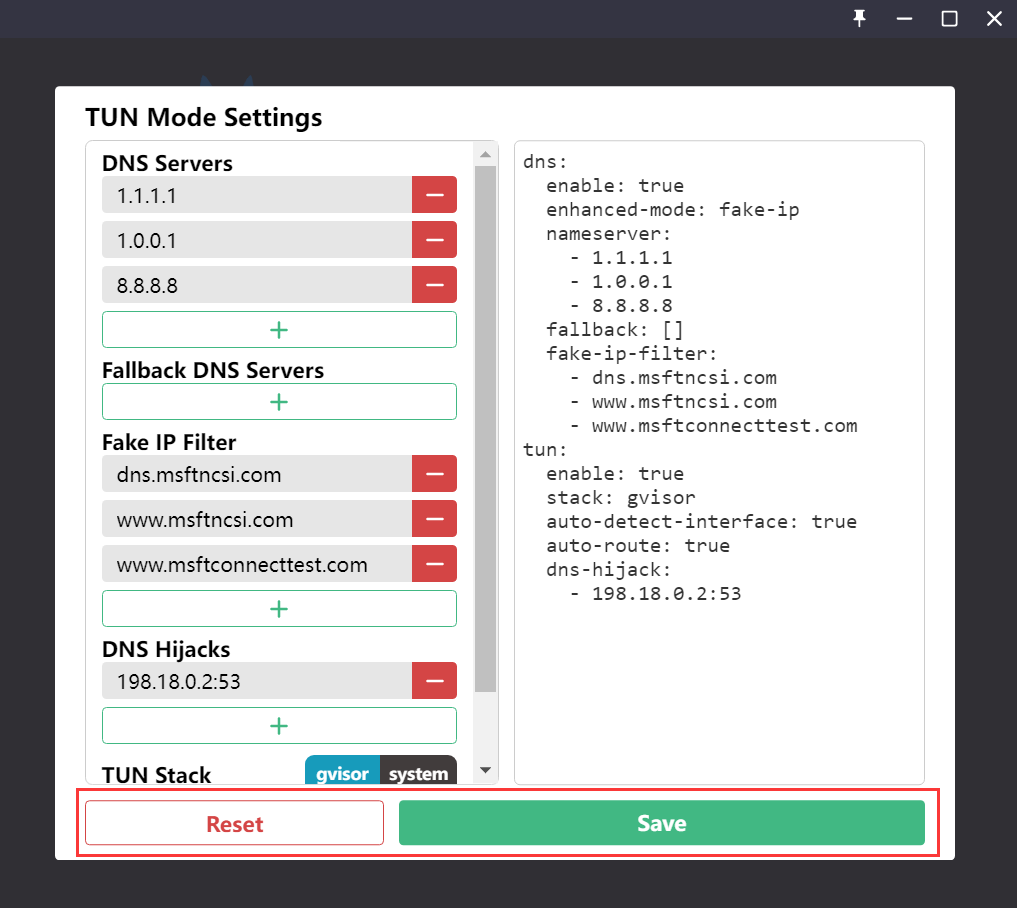 TUN Mode Settings
DNS Servers
1.1.1.1
1.0.0.1
8.8.8.8
Fallback DNS Servers
Fake IP Filter
dns.msftncsi.com
www.msftncsi.com
www.msftconnecttest.com
DNS Hijacks
198.18.0.2:53
TUN Stack
gvisor system
dns:
  enable: true
  enhanced-mode: fake-ip
  nameserver:
    - 1.1.1.1
    - 1.0.0.1
    - 8.8.8.8
  fallback: []
  fake-ip-filter:
    - dns.msftncsi.com
    - www.msftncsi.com
    - www.msftconnecttest.com
tun:
  enable: true
  stack: gvisor
  auto-detect-interface: true
  auto-route: true
  dns-hijack:
    - 198.18.0.2:53
Reset
Save